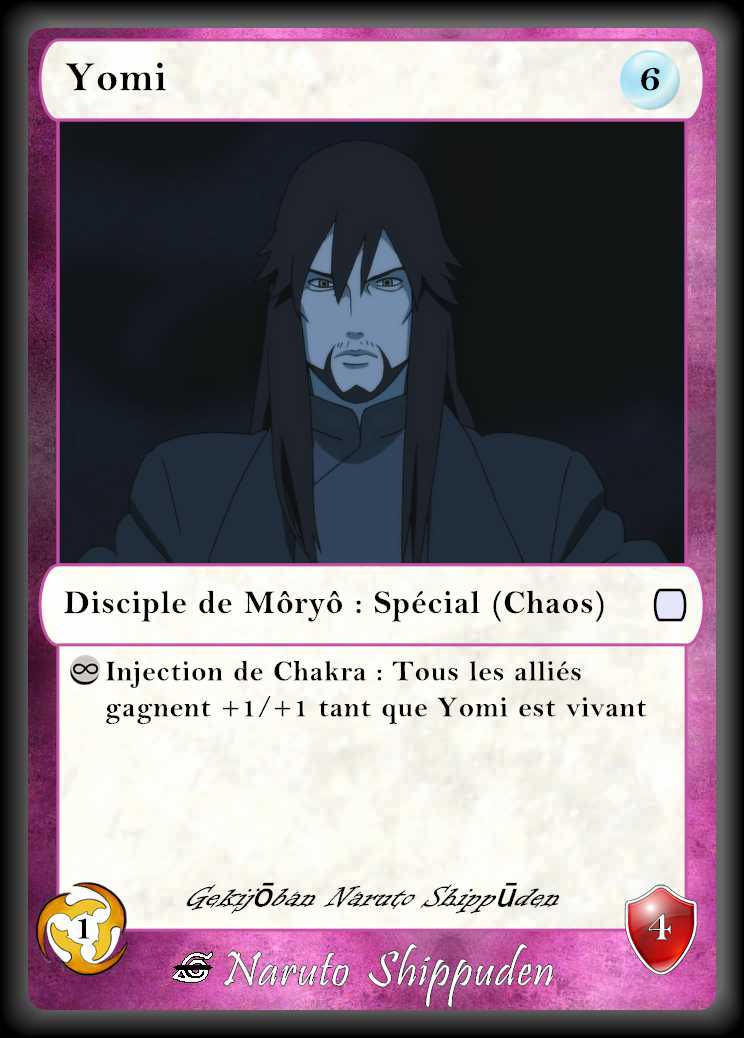 Yomi
6
Disciple de Môryô : Spécial (Chaos)
∞ Injection de Chakra : Tous les alliés
gagnent +1/+1 tant que Yomi est vivant
Gekijōban Naruto Shippūden
1
4
Naruto Shippuden